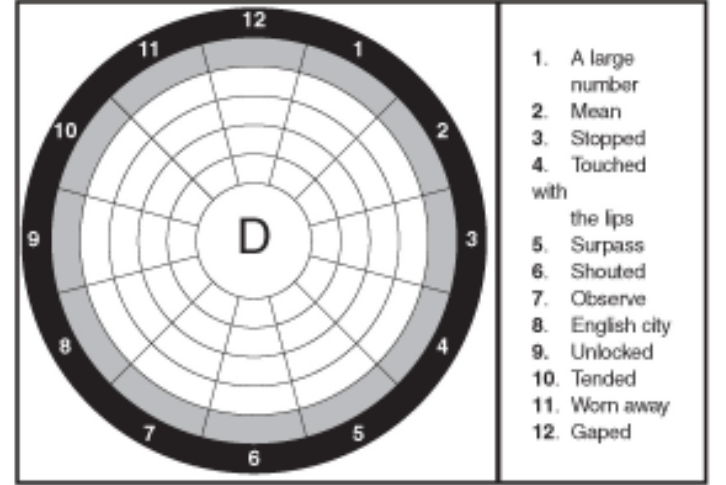 12
11
1
10
2
D
9
3
8
4
7
5
6
1. A large
number
2. Mean
3. Stopped
4. Touched
with
the lips
5. Surpass
6. Shouted
7. Observe
8. English city
9. Unlocked
10. Tended
11. Worn away
12. Gaped